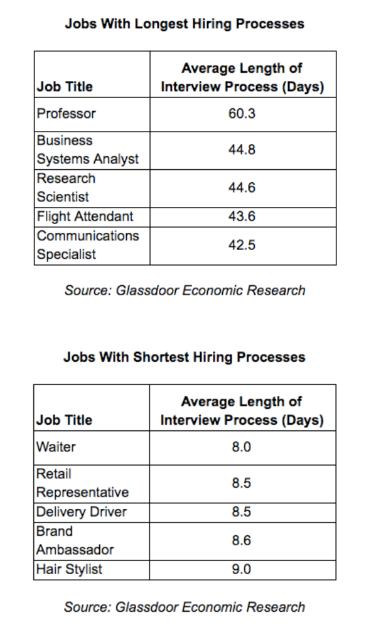 Jobs With Longest Hiring Processes
Job Title
Average Length of
Interview Process (Days)
Professor
60.3
Business
Systems Analyst
44.8
Research
Scientist
44.6
Flight Attendant
43.6
Communications
Specialist
42.5
Source: Glassdoor Economic Research
Jobs With Shortest Hiring Processes
Job Title
Average Length of
Interview Process (Days)
Waiter
8.0
Retail
Representative
8.5
Delivery Driver
8.5
Brand
Ambassador
8.6
Hair Stylist
9.0
Source: Glassdoor Economic Research